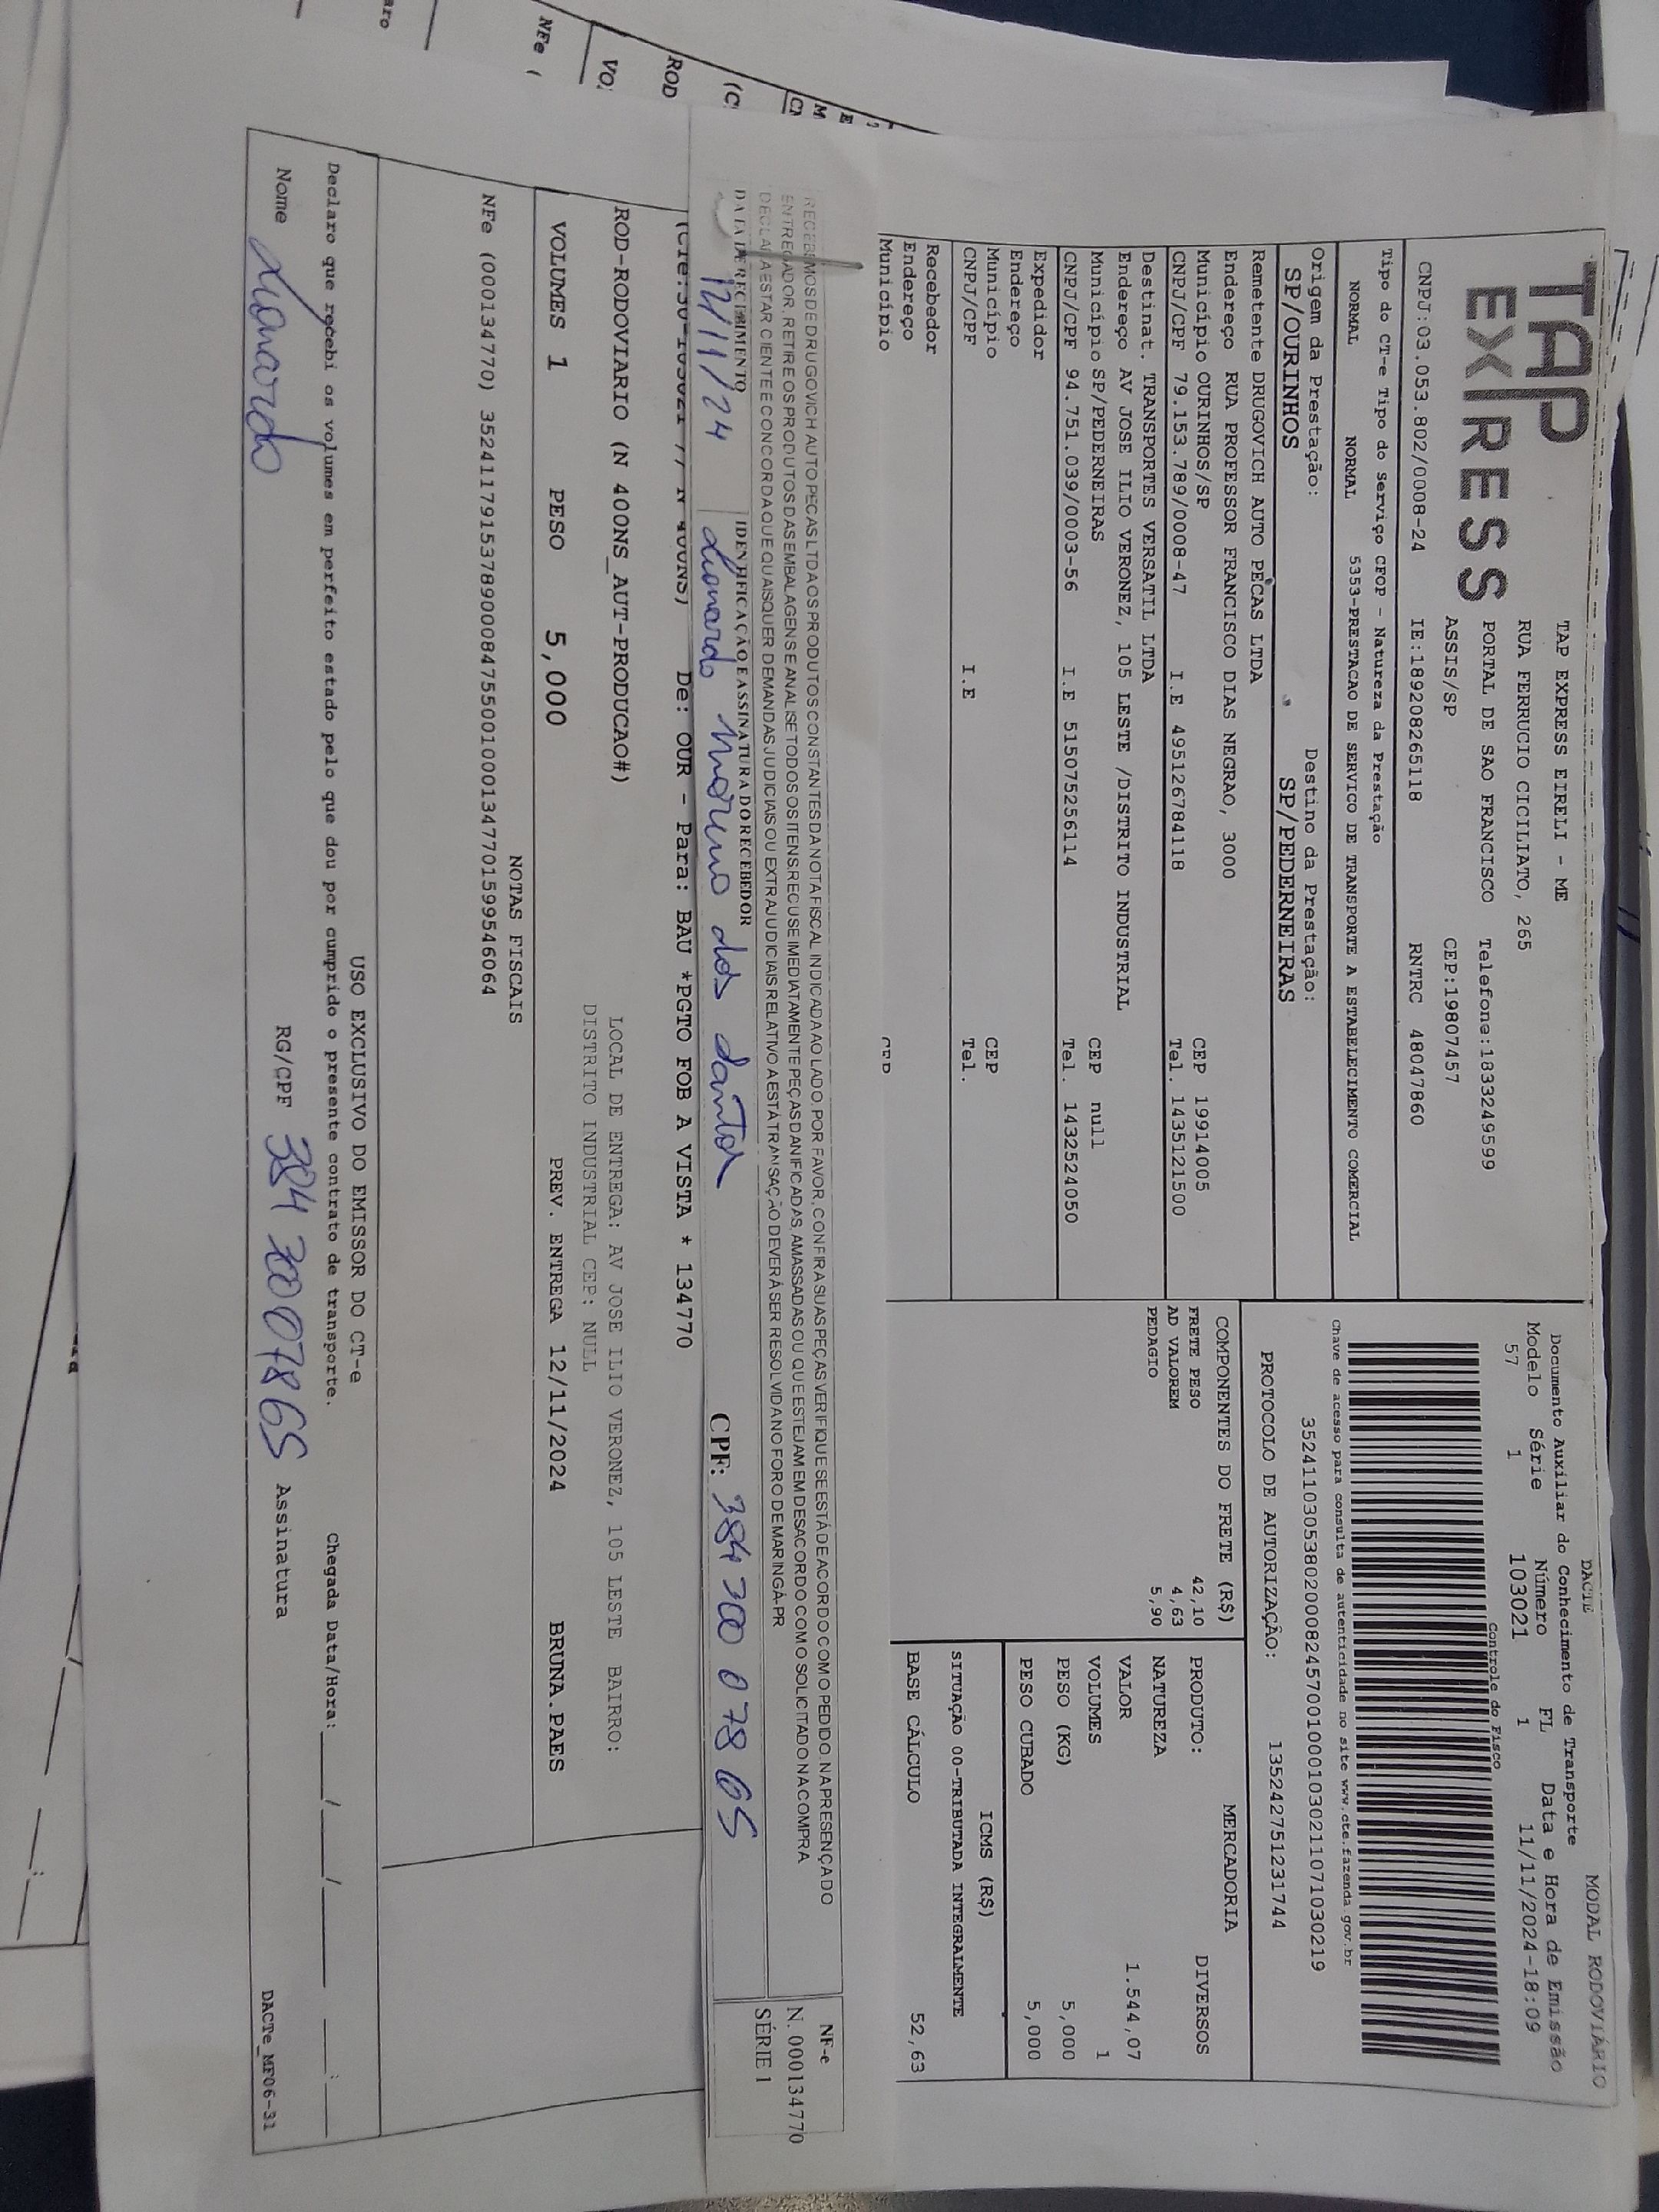 TAP
EXPRESS
TAP EXPRESS EIRELI - ME
RUA FERRUCIO CICILIATO, 265
PORTAL DE SAO FRANCISCO Telefone:1833249599
ASSIS/SP CEP:19807457
CNPJ:03.053.802/0008-24 IE:189208265118 RNTRC 48047860
Tipo do CT-e Tipo do Serviço CFOP - Natureza da Prestação
NORMAL NORMAL 5353-PRESTACAO DE SERVICO DE TRANSPORTE A ESTABELECIMENTO COMERCIAL
Origem da Prestação: Destino da Prestação:
SP/OURINHOS SP/PEDERNEIRAS
Remetente DRUGOVICH AUTO PEÇAS LTDA
Endereço RUA PROFESSOR FRANCISCO DIAS NEGRAO, 3000
Município OURINHOS/SP CEP 19914005
CNPJ/CPF 79.153.789/0008-47 I.E 495126784118 Tel. 1435121500
Destinat. TRANSPORTES VERSATIL LTDA
Endereço AV JOSE ILIO VERONEZ, 105 LESTE /DISTRITO INDUSTRIAL
Município SP/PEDERNEIRAS CEP null
CNPJ/CPF 94.751.039/0003-56 I.E 515075256114 Tel. 1432524050
Expedidor
Endereço
Município CEP
CNPJ/CPF I.E Tel.
Recebedor
Endereço
Município CEP
DACTE MODAL RODOVIÁRIO
Documento Auxiliar do Conhecimento de Transporte
Modelo Série Número FL Data e Hora de Emissão
57 1 103021 1 11/11/2024-18:09
Controle do Fisco
Chave de acesso para consulta de autenticidade no site www.cte.fazenda.gov.br
35241103053802000824570010001030211071030219
PROTOCOLO DE AUTORIZAÇÃO: 135242751231744
COMPONENTES DO FRETE (R$)
FRETE PESO 42,10
AD VALOREM 4,63
PEDAGIO 5,90
MERCADORIA
PRODUTO: DIVERSOS
NATUREZA
VALOR 1.544,07
VOLUMES 1
PESO (KG) 5,000
PESO CUBADO 5,000
ICMS (R$)
SITUAÇÃO 00-TRIBUTADA INTEGRALMENTE
BASE CÁLCULO 52,63
RECEBEMOS DE DRUGOVICH AUTO PECAS LTDA OS PRODUTOS CONSTANTES DA NOTA FISCAL INDICADA AO LADO. POR FAVOR, CONFIRA SUAS PEÇAS VERIFIQUE SE ESTÁ DE ACORDO COM O PEDIDO. NA PRESENÇA DO
ENTREGADOR, RETIRE OS PRODUTOS DAS EMBALAGENS E ANALISE TODOS OS ITENS. RECUSE IMEDIATAMENTE PEÇAS DANIFICADAS, AMASSADAS OU QUE ESTEJAM EM DESACORDO COM O SOLICITADO NA COMPRA.
DECLARA ESTAR CIENTE E CONCORDA QUE QUAISQUER DEMANDAS JUDICIAIS OU EXTRAJUDICIAIS RELATIVO A ESTA TRANSAÇÃO DEVERÁ SER RESOLVIDA NO FORO DE MARINGÁ-PR
DATA DE RECEBIMENTO IDENTIFICAÇÃO E ASSINATURA DO RECEBEDOR
12/11/24 Leonardo Moreno dos Santos CPF: 384 300 078 65
NF-e
N. 000134770
SÉRIE 1
De: OUR - Para: BAU *PGTO FOB A VISTA * 134770
ROD-RODOVIARIO (N 400NS_AUT-PRODUCAO#)
LOCAL DE ENTREGA: AV JOSE ILIO VERONEZ, 105 LESTE BAIRRO:
DISTRITO INDUSTRIAL CEP: NULL
VOLUMES 1 PESO 5,000 PREV. ENTREGA 12/11/2024 BRUNA.PAES
NOTAS FISCAIS
NFe (000134770) 35241179153789000847550010001347701599546064
USO EXCLUSIVO DO EMISSOR DO CT-e
Declaro que recebi os volumes em perfeito estado pelo que dou por cumprido o presente contrato de transporte. Chegada Data/Hora:____/____/______ ___:___
Nome Leonardo RG/CPF 384 300 078 65 Assinatura
DACTe_MF06-31
NFe (
ROD